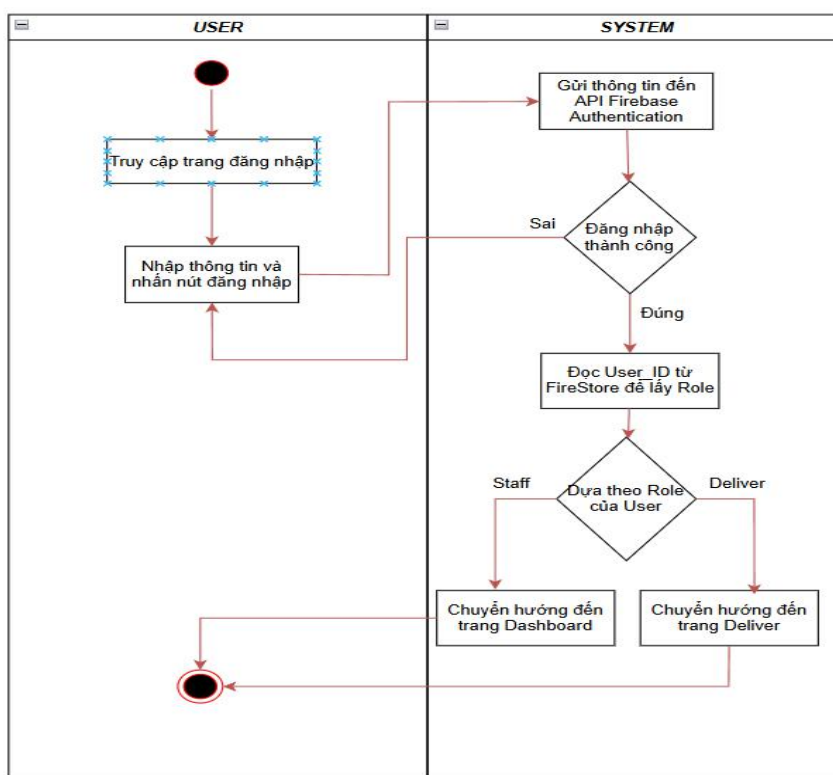 USER
SYSTEM
Gửi thông tin đến
API Firebase
Authentication
Truy cập trang đăng nhập
Sai
Đăng nhập
thành công
Nhập thông tin và
nhấn nút đăng nhập
Đúng
Đọc User_ID từ
FireStore để lấy Role
Staff
Deliver
Dựa theo Role
của User
Chuyển hướng đến
trang Dashboard
Chuyển hướng đến
trang Deliver